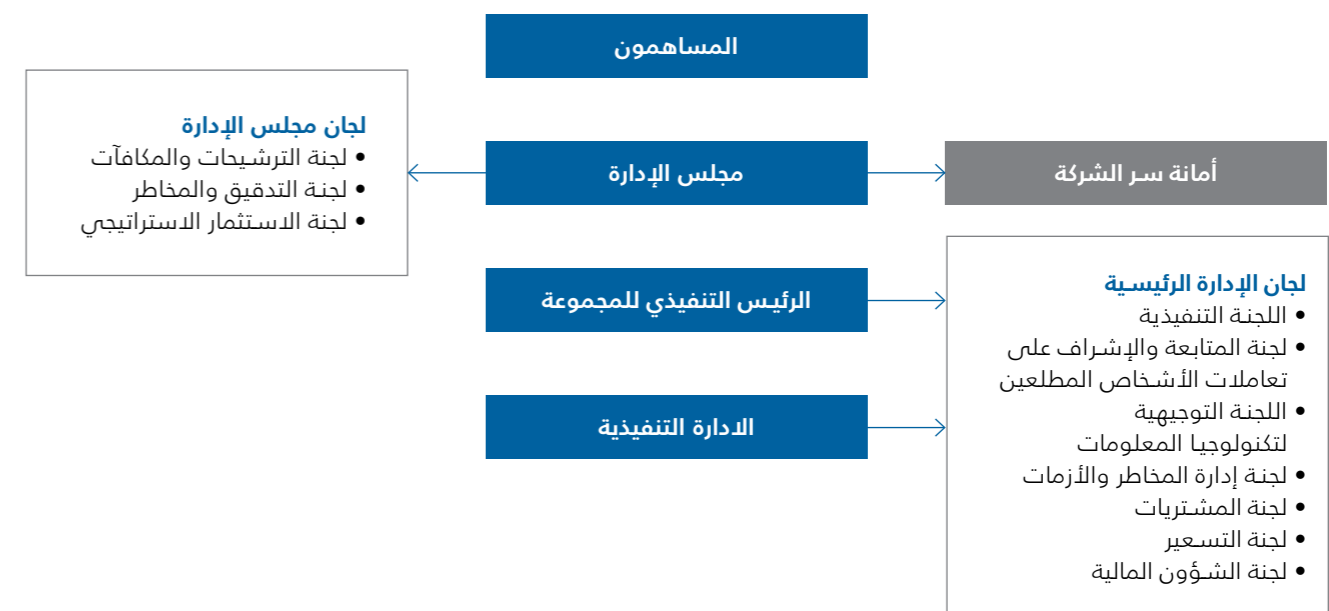 المساهمون
لجان مجلس الإدارة
• لجنة الترشيحات والمكافآت
• لجنة التدقيق والمخاطر
• لجنة الاستثمار الاستراتيجي
مجلس الإدارة
أمانة سر الشركة
الرئيس التنفيذي للمجموعة
الادارة التنفيذية
لجان الإدارة الرئيسية
• اللجنة التنفيذية
• لجنة المتابعة والإشراف على
تعاملات الأشخاص المطلعين
• اللجنة التوجيهية
لتكنولوجيا المعلومات
• لجنة إدارة المخاطر والأزمات
• لجنة المشتريات
• لجنة التسعير
• لجنة الشؤون المالية